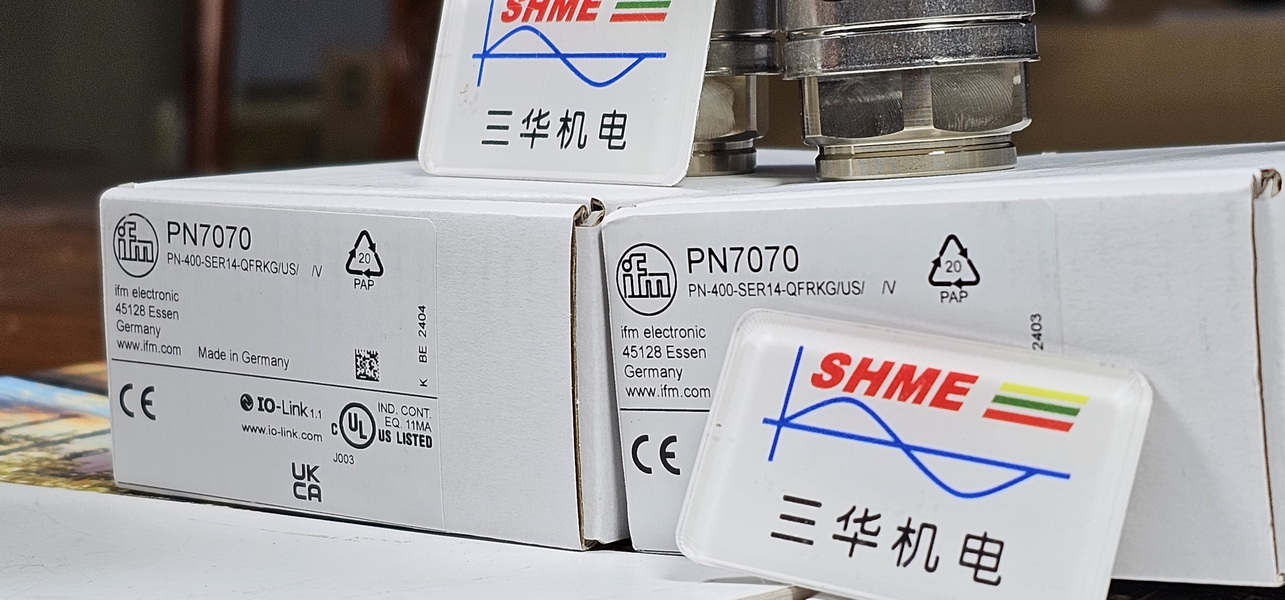 SHME
三华机电
ifm
PN7070
PN-400-SER14-QFRKG/US/ /V
20
PAP
ifm electronic
45128 Essen
Germany
www.ifm.com
Made in Germany
K BE 2404
CE
IO-Link 1.1
www.io-link.com
c UL US LISTED
IND. CONT.
EQ. 11MA
J003
UK
CA
ifm
PN7070
PN-400-SER14-QFRKG/US/ /V
20
PAP
ifm electronic
45128 Essen
Germany
www.ifm.com
2403
CE
SHME
三华机电